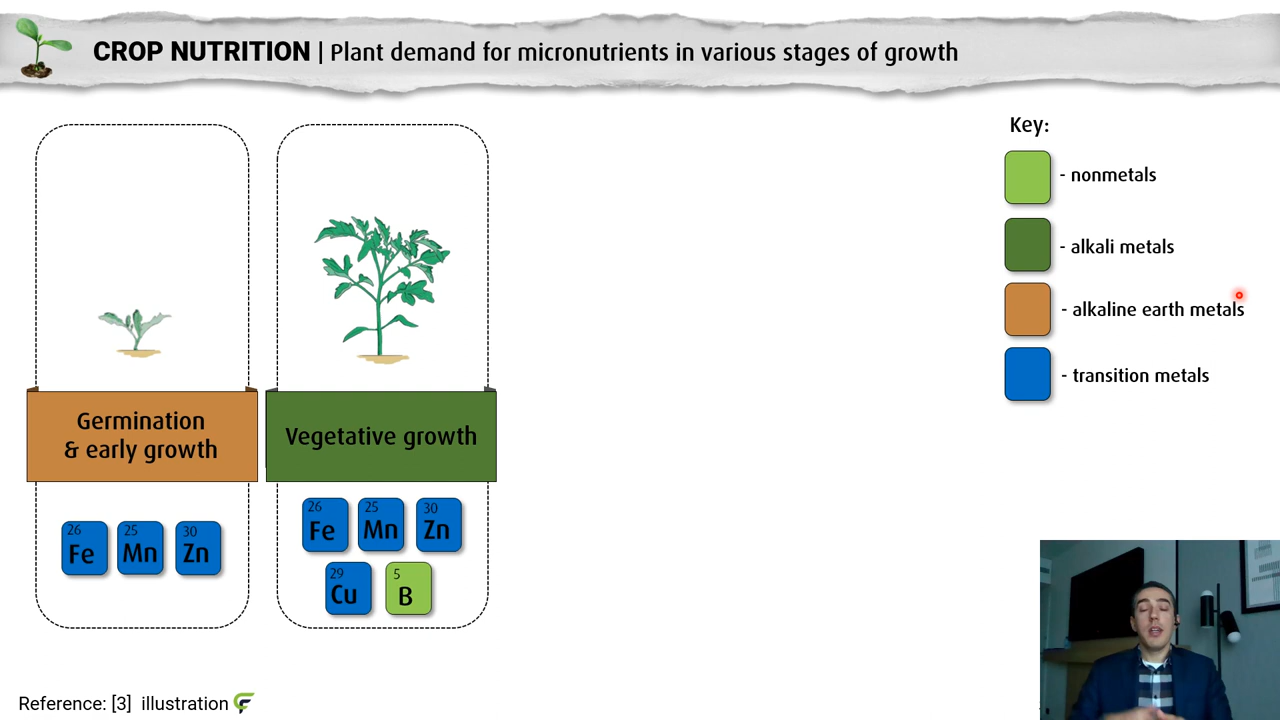 CROP NUTRITION | Plant demand for micronutrients in various stages of growth
Key:
- nonmetals
- alkali metals
- alkaline earth metals
- transition metals
Germination
& early growth
Vegetative growth
26
Fe
25
Mn
30
Zn
26
Fe
25
Mn
30
Zn
29
Cu
5
B
Reference: [3] illustration